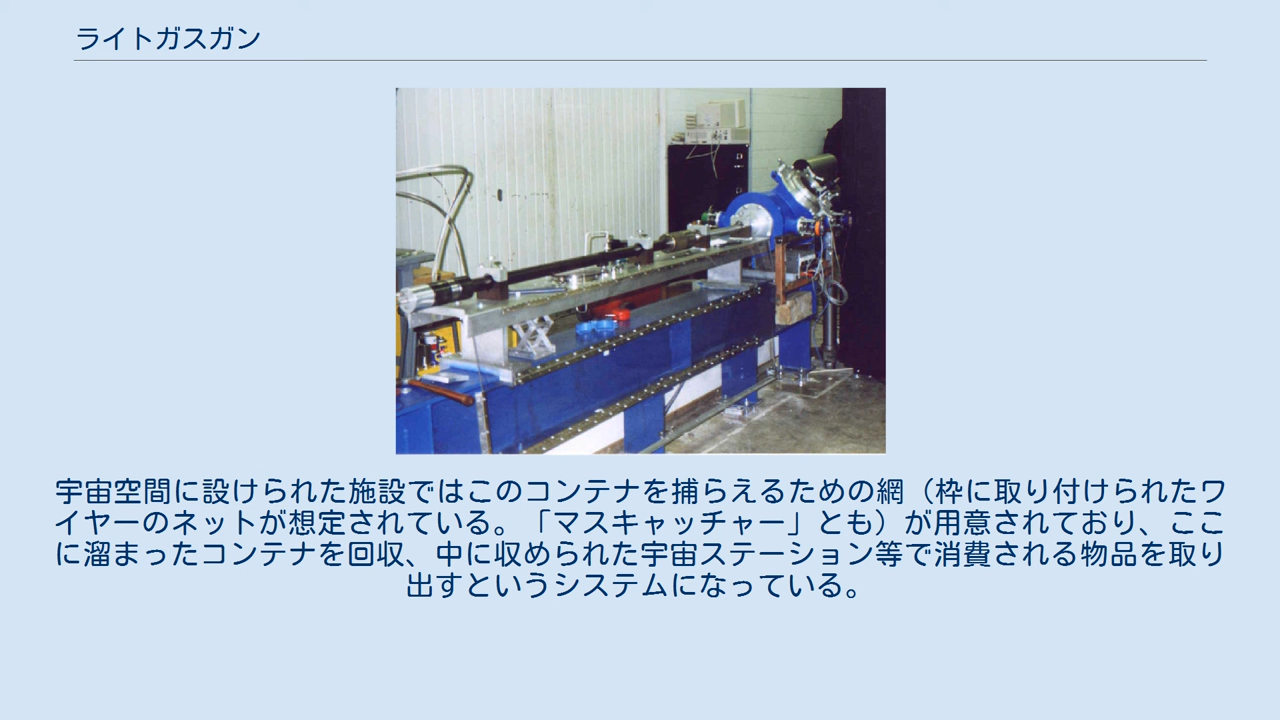 ライトガスガン
宇宙空間に設けられた施設ではこのコンテナを捕らえるための網（枠に取り付けられたワ
イヤーのネットが想定されている。「マスキャッチャー」とも）が用意されており、ここ
に溜まったコンテナを回収、中に収められた宇宙ステーション等で消費される物品を取り
出すというシステムになっている。